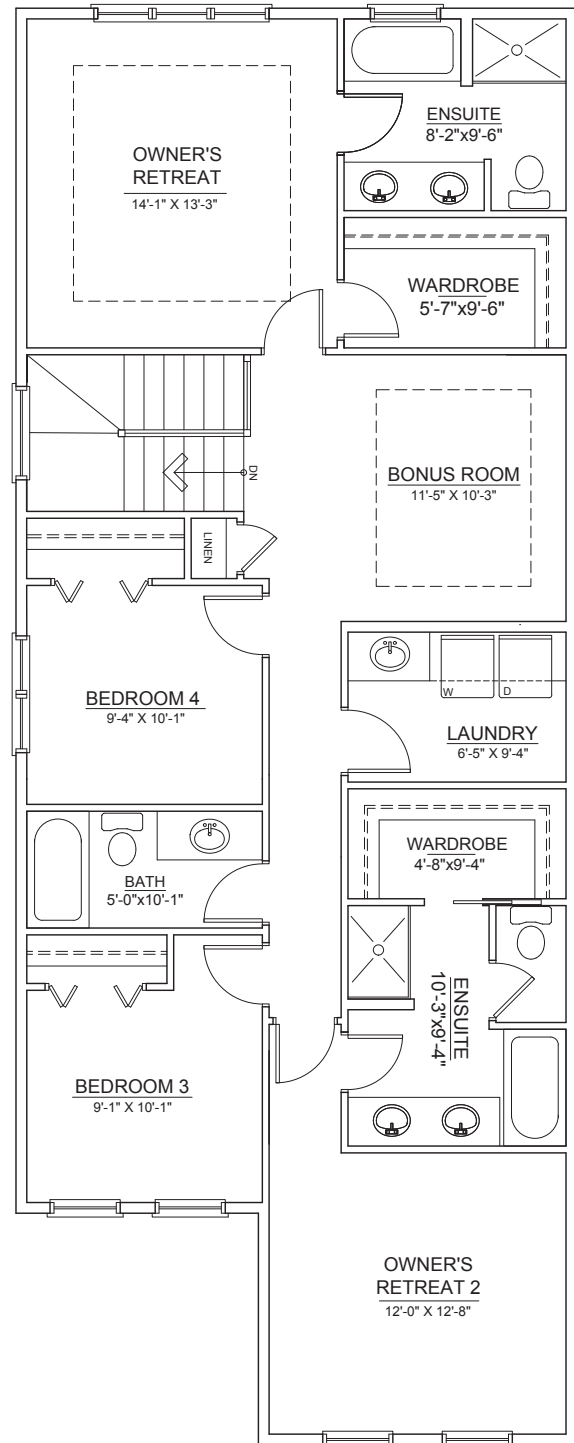 OWNER'S
RETREAT
14'-1" X 13'-3"
ENSUITE
8'-2"x9'-6"
WARDROBE
5'-7"x9'-6"
DN
BONUS ROOM
11'-5" X 10'-3"
LINEN
BEDROOM 4
9'-4" X 10'-1"
W
D
LAUNDRY
6'-5" X 9'-4"
WARDROBE
4'-8"x9'-4"
BATH
5'-0"x10'-1"
ENSUITE
10'-3"x9'-4"
BEDROOM 3
9'-1" X 10'-1"
OWNER'S
RETREAT 2
12'-0" X 12'-8"